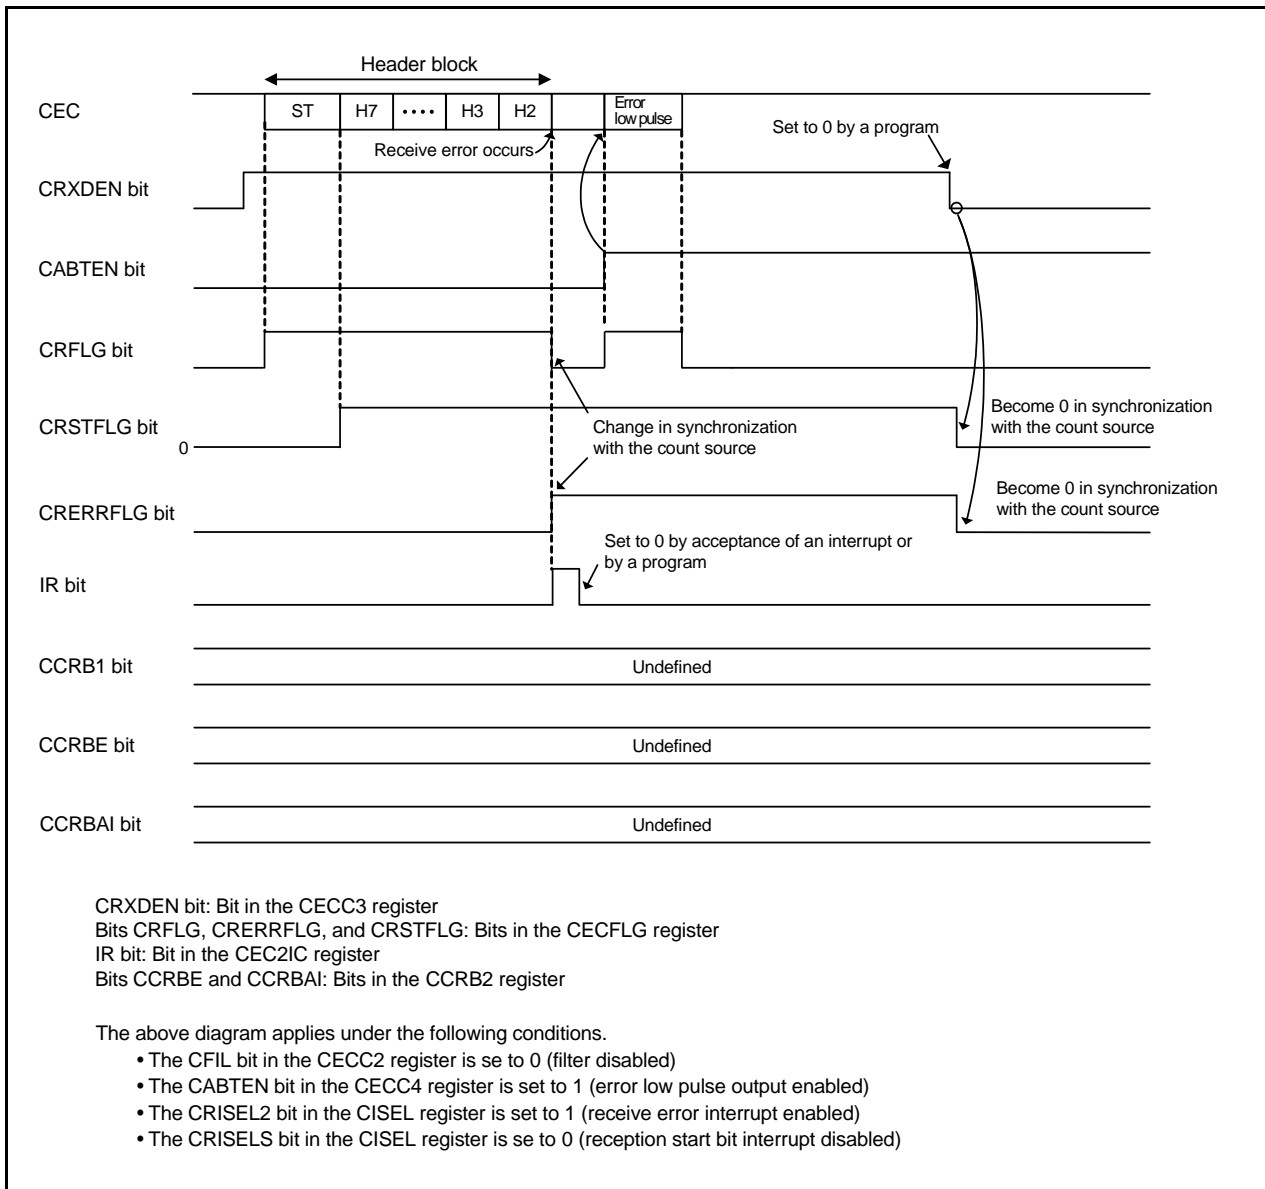 Header block
CEC
ST
H7
····
H3
H2
Error
low pulse
Receive error occurs
Set to 0 by a program
CRXDEN bit
CABTEN bit
CRFLG bit
CRSTFLG bit
0
Change in synchronization
with the count source
Become 0 in synchronization
with the count source
CRERRFLG bit
Become 0 in synchronization
with the count source
Set to 0 by acceptance of an interrupt or
by a program
IR bit
CCRB1 bit
Undefined
CCRBE bit
Undefined
CCRBAI bit
Undefined
CRXDEN bit: Bit in the CECC3 register
Bits CRFLG, CRERRFLG, and CRSTFLG: Bits in the CECFLG register
IR bit: Bit in the CEC2IC register
Bits CCRBE and CCRBAI: Bits in the CCRB2 register
The above diagram applies under the following conditions.
• The CFIL bit in the CECC2 register is se to 0 (filter disabled)
• The CABTEN bit in the CECC4 register is set to 1 (error low pulse output enabled)
• The CRISEL2 bit in the CISEL register is set to 1 (receive error interrupt enabled)
• The CRISELS bit in the CISEL register is se to 0 (reception start bit interrupt disabled)